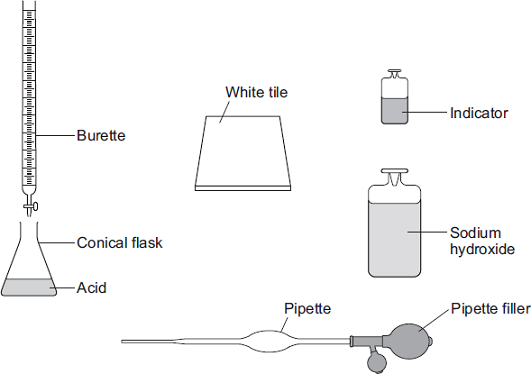 White tile
Burette
Indicator
Conical flask
Sodium
hydroxide
Acid
Pipette
Pipette filler